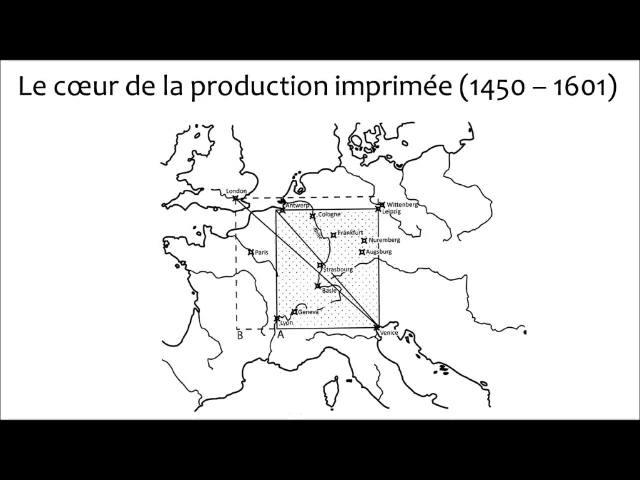 Le cœur de la production imprimée (1450 – 1601)
London
Antwerp
Wittenberg
Leipzig
Cologne
Frankfurt
Nuremberg
Paris
Augsburg
Strasbourg
Basle
Geneva
Lyon
Venice
B
A